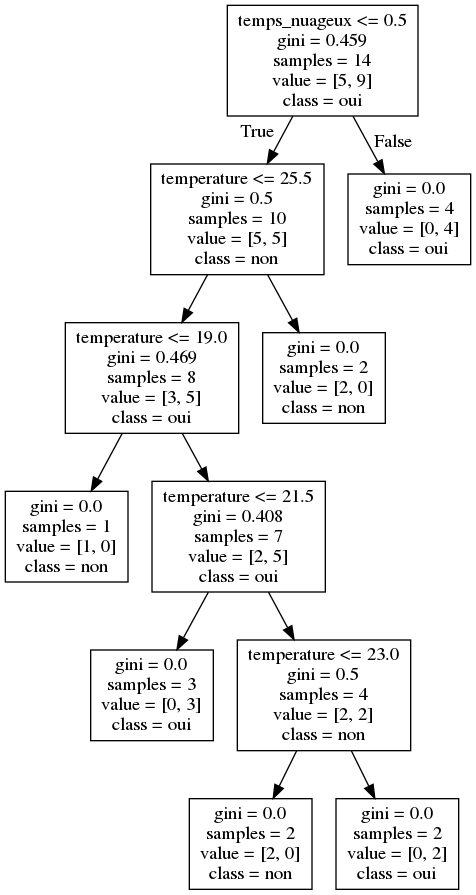 temps_nuageux <= 0.5
gini = 0.459
samples = 14
value = [5, 9]
class = oui
True
False
temperature <= 25.5
gini = 0.5
samples = 10
value = [5, 5]
class = non
gini = 0.0
samples = 4
value = [0, 4]
class = oui
temperature <= 19.0
gini = 0.469
samples = 8
value = [3, 5]
class = oui
gini = 0.0
samples = 2
value = [2, 0]
class = non
gini = 0.0
samples = 1
value = [1, 0]
class = non
temperature <= 21.5
gini = 0.408
samples = 7
value = [2, 5]
class = oui
gini = 0.0
samples = 3
value = [0, 3]
class = oui
temperature <= 23.0
gini = 0.5
samples = 4
value = [2, 2]
class = non
gini = 0.0
samples = 2
value = [2, 0]
class = non
gini = 0.0
samples = 2
value = [0, 2]
class = oui